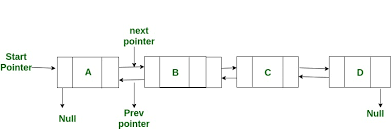 next
pointer
Start
Pointer
A
B
C
D
Null
Prev
pointer
Null